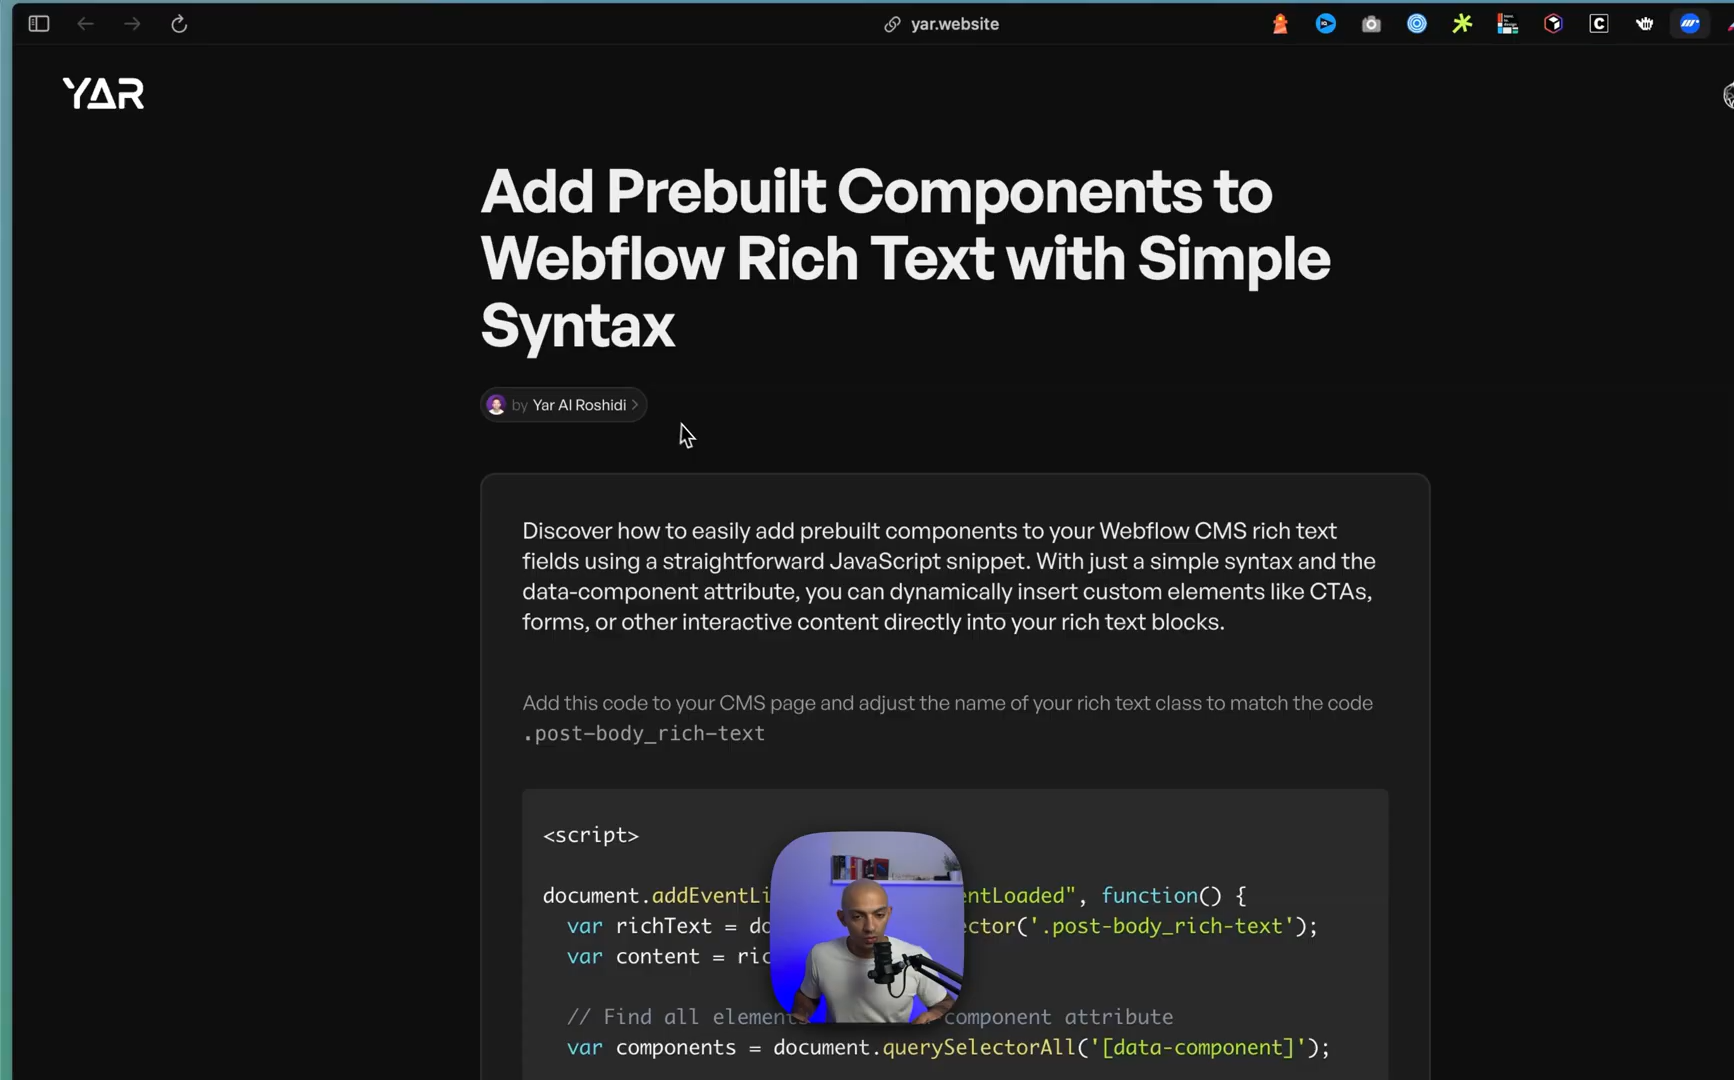 yar.website
YAR
Add Prebuilt Components to
Webflow Rich Text with Simple
Syntax
by Yar Al Roshidi
Discover how to easily add prebuilt components to your Webflow CMS rich text
fields using a straightforward JavaScript snippet. With just a simple syntax and the
data-component attribute, you can dynamically insert custom elements like CTAs,
forms, or other interactive content directly into your rich text blocks.
Add this code to your CMS page and adjust the name of your rich text class to match the code
.post-body_rich-text
<script>
document.addEventLi entLoaded", function() {
var richText = do ector('.post-body_rich-text');
var content = ric
// Find all element component attribute
var components = document.querySelectorAll('[data-component]');